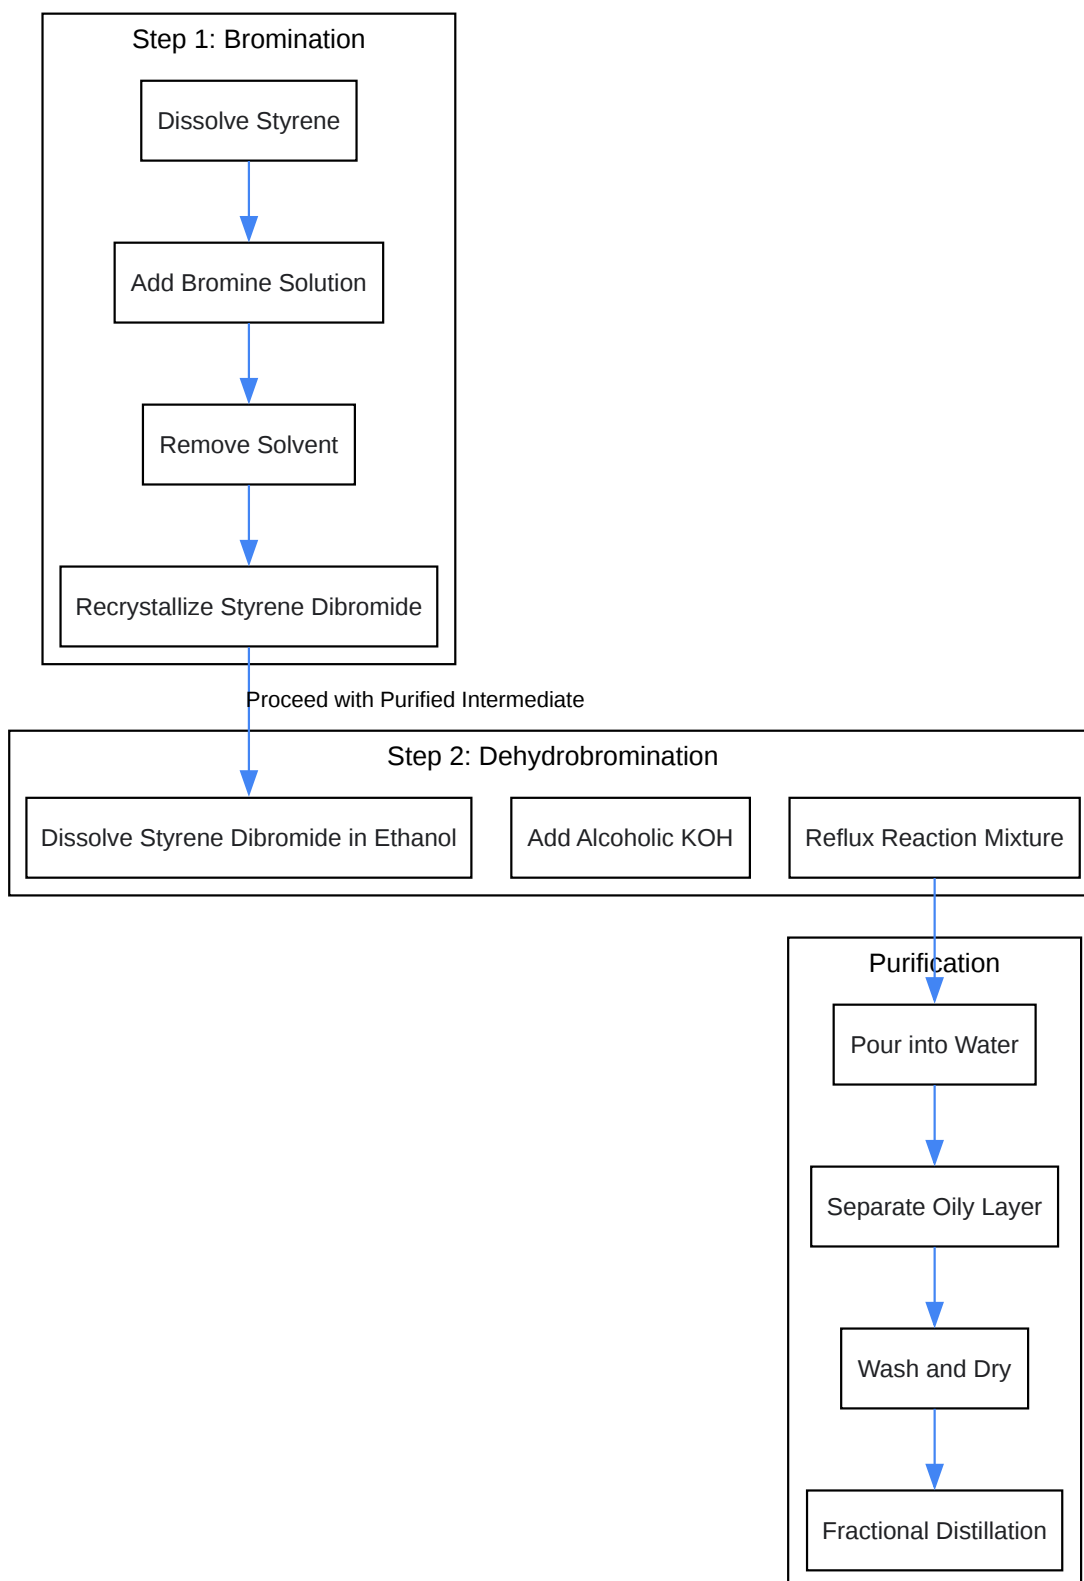 Step 1: Bromination
Dissolve Styrene
Add Bromine Solution
Remove Solvent
Recrystallize Styrene Dibromide
Proceed with Purified Intermediate
Step 2: Dehydrobromination
Dissolve Styrene Dibromide in Ethanol
Add Alcoholic KOH
Reflux Reaction Mixture
Purification
Pour into Water
Separate Oily Layer
Wash and Dry
Fractional Distillation